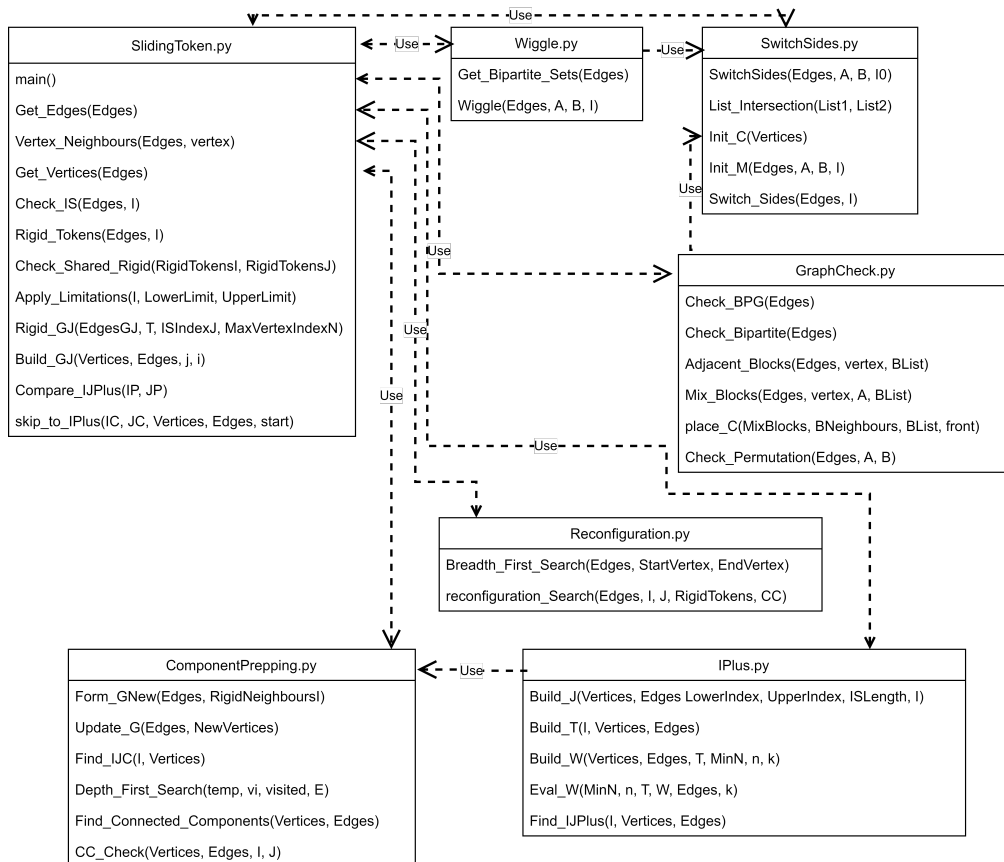 Use
SlidingToken.py
main()
Get_Edges(Edges)
Vertex_Neighbours(Edges, vertex)
Get_Vertices(Edges)
Check_IS(Edges, I)
Rigid_Tokens(Edges, I)
Check_Shared_Rigid(RigidTokensI, RigidTokensJ)
Apply_Limitations(I, LowerLimit, UpperLimit)
Rigid_GJ(EdgesGJ, T, ISIndexJ, MaxVertexIndexN)
Build_GJ(Vertices, Edges, j, i)
Compare_IJPlus(IP, JP)
skip_to_IPlus(IC, JC, Vertices, Edges, start)
Use
Wiggle.py
Get_Bipartite_Sets(Edges)
Wiggle(Edges, A, B, I)
Use
SwitchSides.py
SwitchSides(Edges, A, B, I0)
List_Intersection(List1, List2)
Init_C(Vertices)
Init_M(Edges, A, B, I)
Switch_Sides(Edges, I)
Use
Use
GraphCheck.py
Check_BPG(Edges)
Check_Bipartite(Edges)
Adjacent_Blocks(Edges, vertex, BList)
Mix_Blocks(Edges, vertex, A, BList)
place_C(MixBlocks, BNeighbours, BList, front)
Check_Permutation(Edges, A, B)
Use
Use
Use
Reconfiguration.py
Breadth_First_Search(Edges, StartVertex, EndVertex)
reconfiguration_Search(Edges, I, J, RigidTokens, CC)
ComponentPrepping.py
Form_GNew(Edges, RigidNeighboursI)
Update_G(Edges, NewVertices)
Find_IJC(I, Vertices)
Depth_First_Search(temp, vi, visited, E)
Find_Connected_Components(Vertices, Edges)
CC_Check(Vertices, Edges, I, J)
Use
IPlus.py
Build_J(Vertices, Edges LowerIndex, UpperIndex, ISLength, I)
Build_T(I, Vertices, Edges)
Build_W(Vertices, Edges, T, MinN, n, k)
Eval_W(MinN, n, T, W, Edges, k)
Find_IJPlus(I, Vertices, Edges)